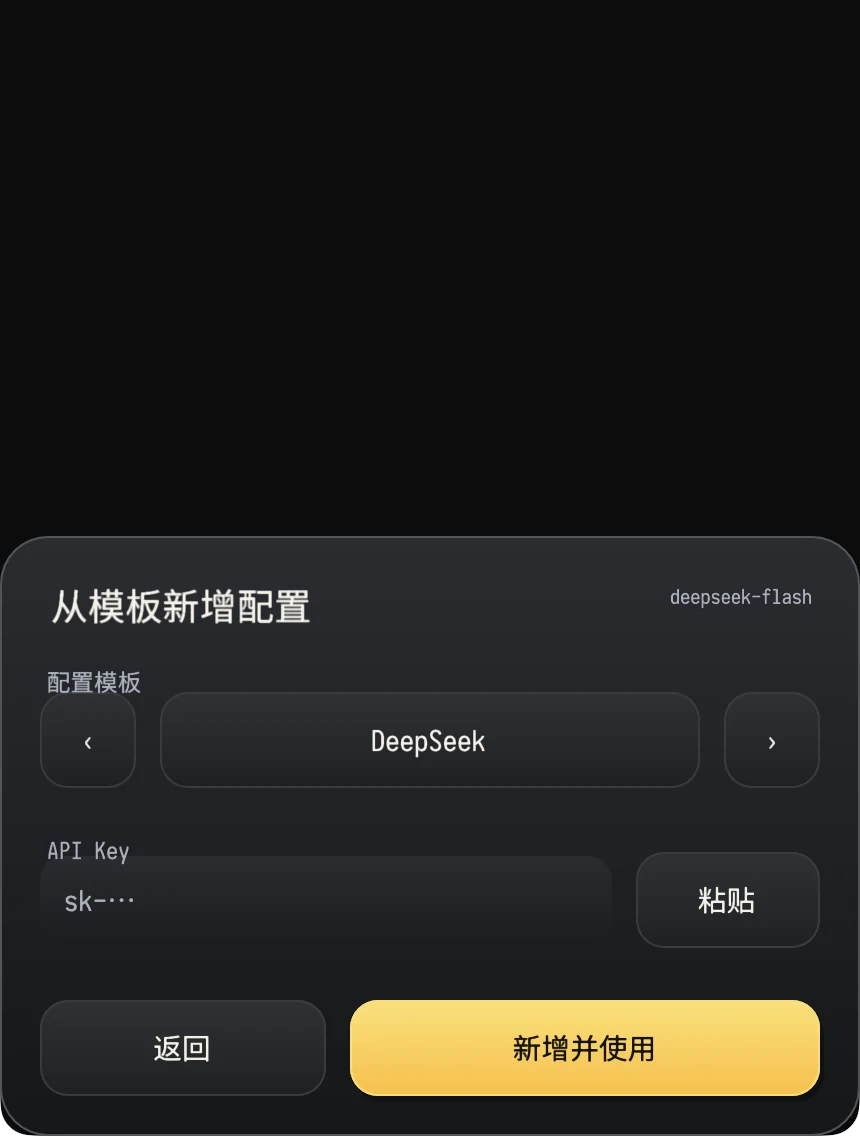 从模板新增配置
deepseek-flash
配置模板
‹ DeepSeek ›
API Key
sk-···
粘贴
返回
新增并使用